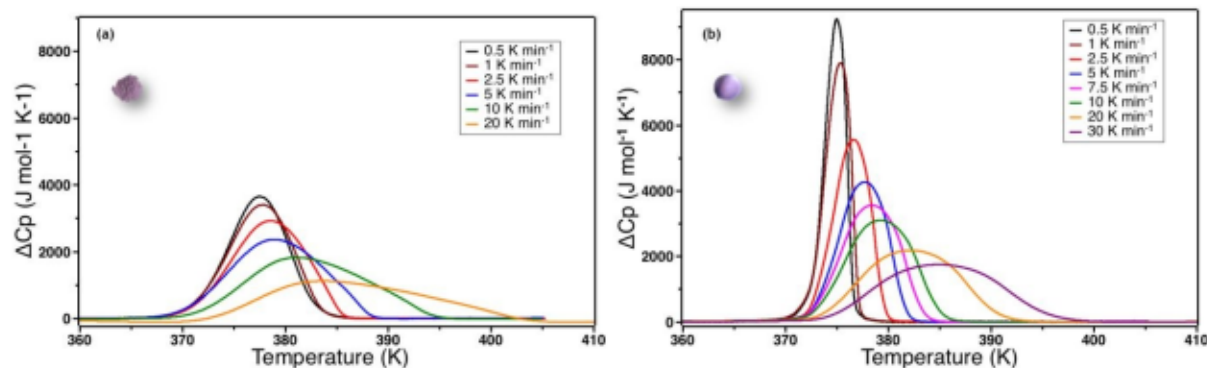 (a)
0.5 K min⁻¹
1 K min⁻¹
2.5 K min⁻¹
5 K min⁻¹
10 K min⁻¹
20 K min⁻¹
8000
6000
4000
2000
0
ΔCp (J mol-1 K-1)
360
370
380
390
400
410
Temperature (K)
(b)
0.5 K min⁻¹
1 K min⁻¹
2.5 K min⁻¹
5 K min⁻¹
7.5 K min⁻¹
10 K min⁻¹
20 K min⁻¹
30 K min⁻¹
8000
6000
4000
2000
0
ΔCp (J mol⁻¹ K⁻¹)
360
370
380
390
400
410
Temperature (K)